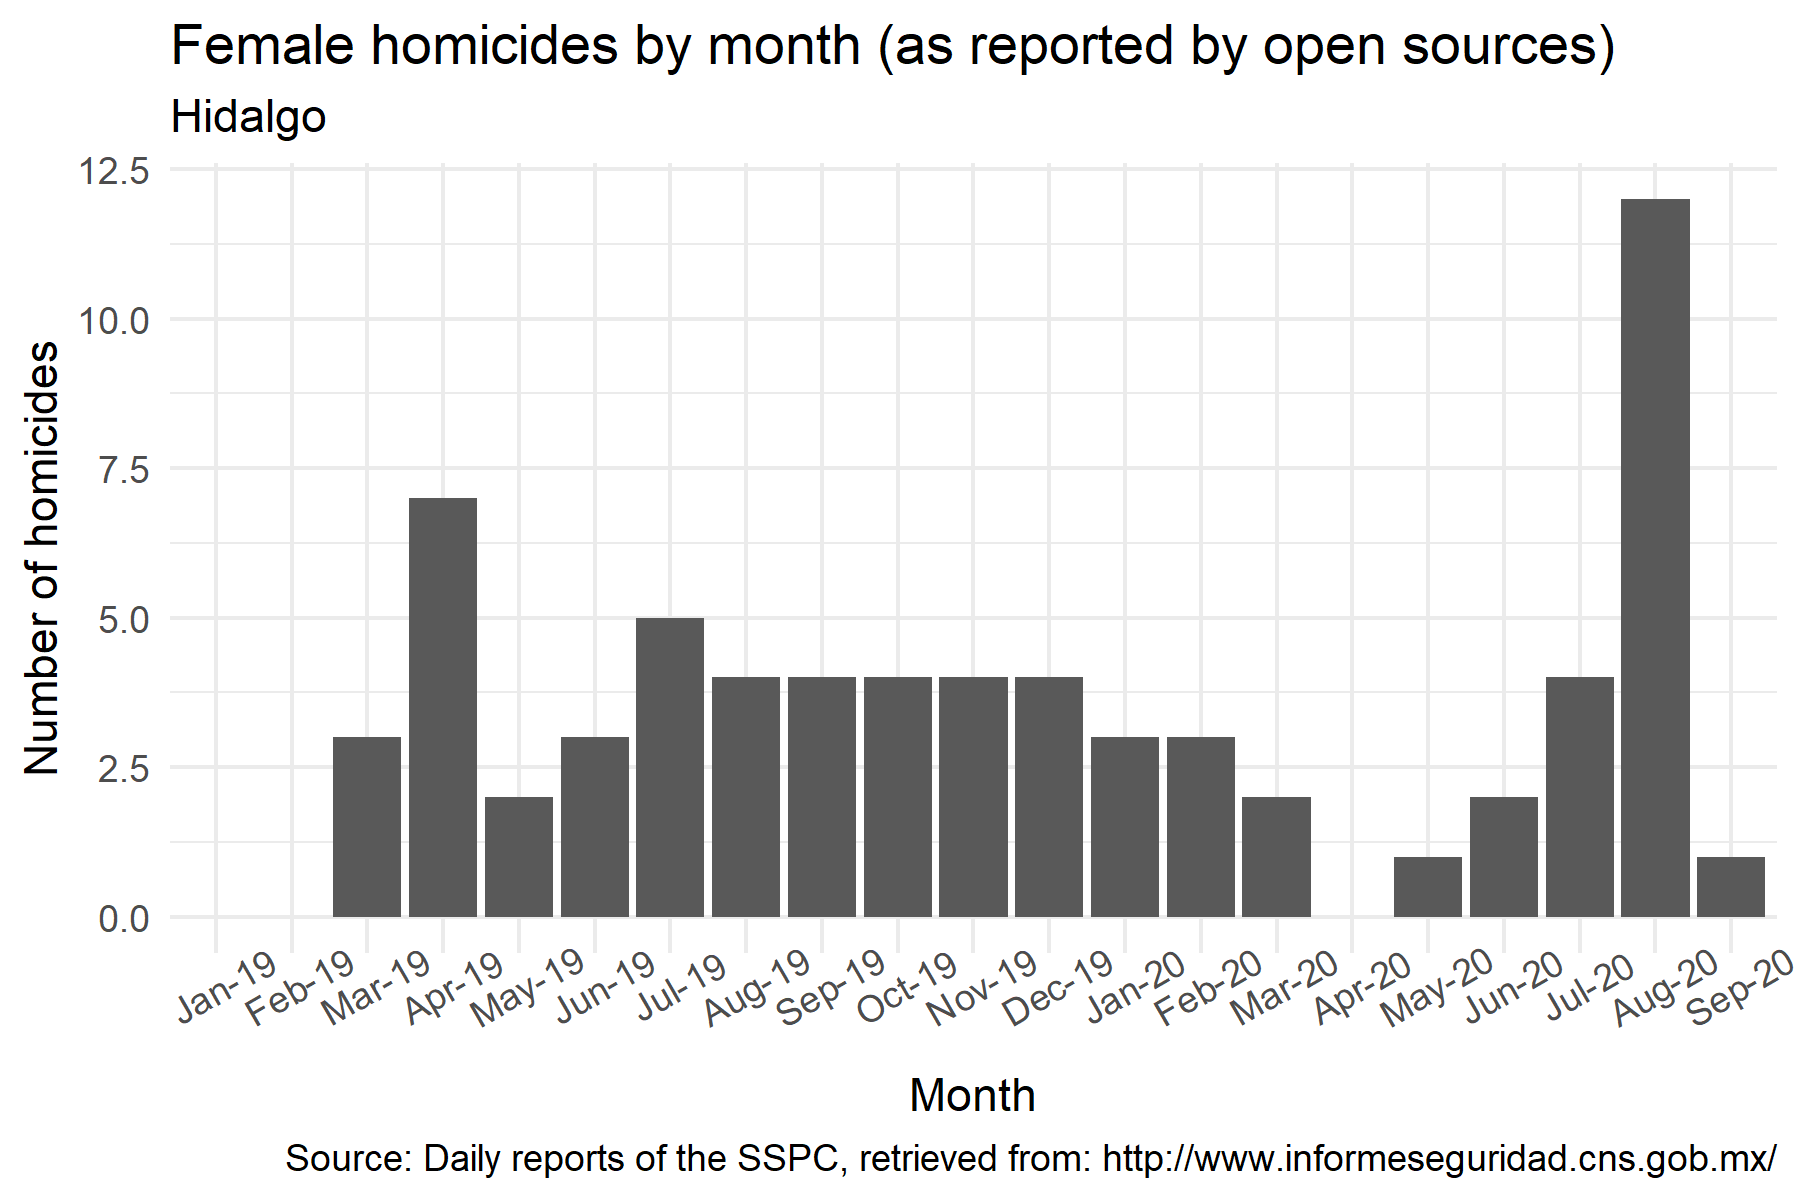 Female homicides by month (as reported by open sources)
Hidalgo
12.5
10.0
7.5
5.0
2.5
0.0
Number of homicides
Jan-19
Feb-19
Mar-19
Apr-19
May-19
Jun-19
Jul-19
Aug-19
Sep-19
Oct-19
Nov-19
Dec-19
Jan-20
Feb-20
Mar-20
Apr-20
May-20
Jun-20
Jul-20
Aug-20
Sep-20
Month
Source: Daily reports of the SSPC, retrieved from: http://www.informeseguridad.cns.gob.mx/